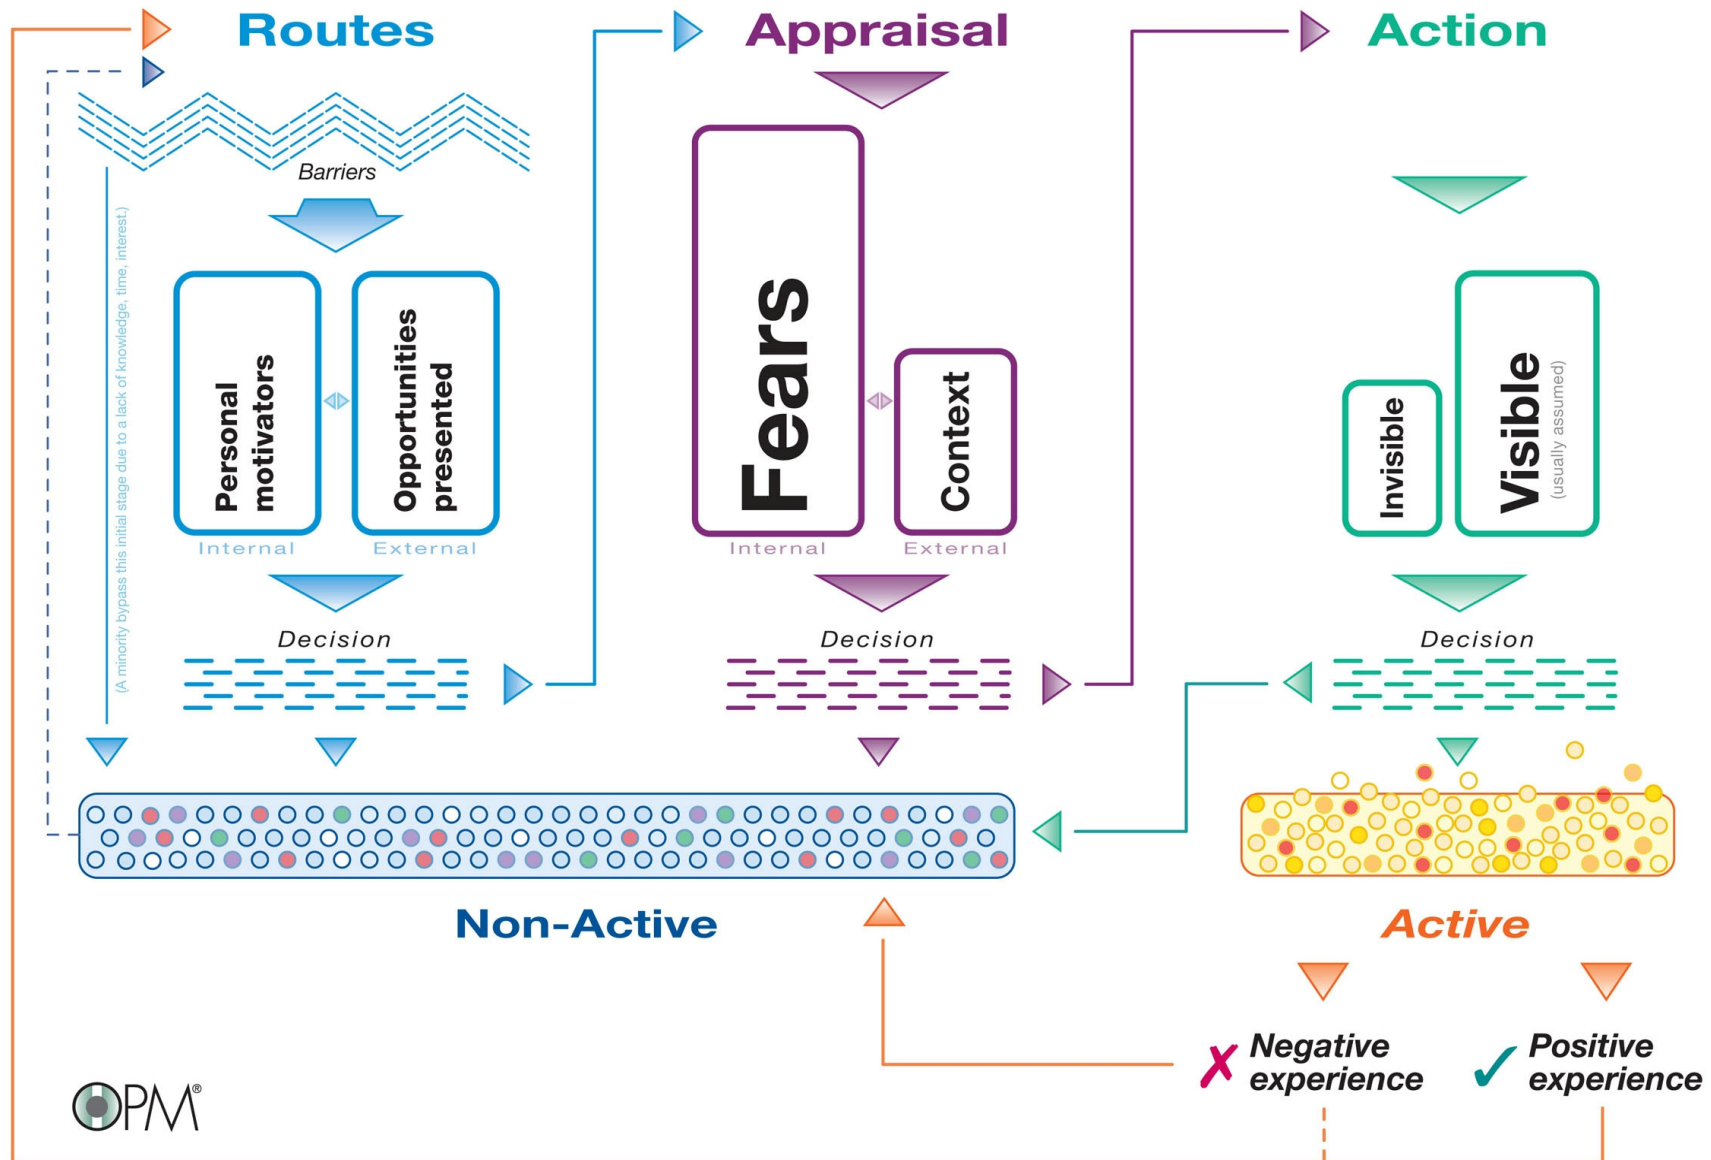 Routes
Appraisal
Action
Barriers
(A minority bypass this initial stage due to a lack of knowledge, time, interest.)
Personal
motivators
Opportunities
presented
Internal
External
Decision
Fears
Context
Internal
External
Decision
Invisible
Visible
(usually assumed)
Decision
Non-Active
Active
Negative
experience
Positive
experience
OPM®